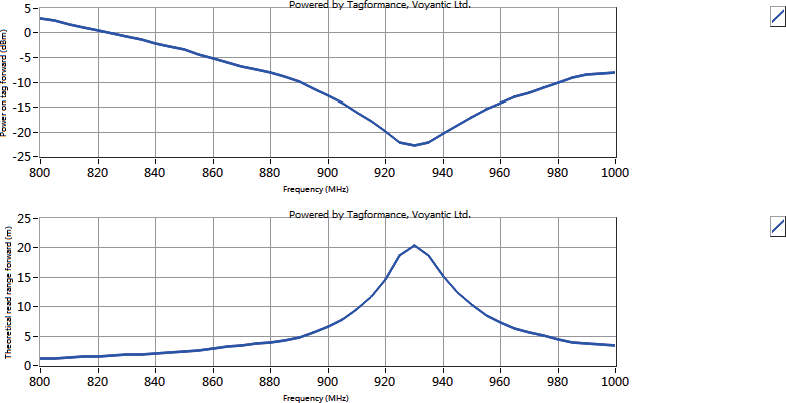 Powered by Tagformance, Voyantic Ltd.
5
0
-5
-10
-15
-20
-25
Power on tag forward (dBm)
800 820 840 860 880 900 920 940 960 980 1000
Frequency (MHz)
Powered by Tagformance, Voyantic Ltd.
25
20
15
10
5
0
Theoretical read range forward (m)
800 820 840 860 880 900 920 940 960 980 1000
Frequency (MHz)